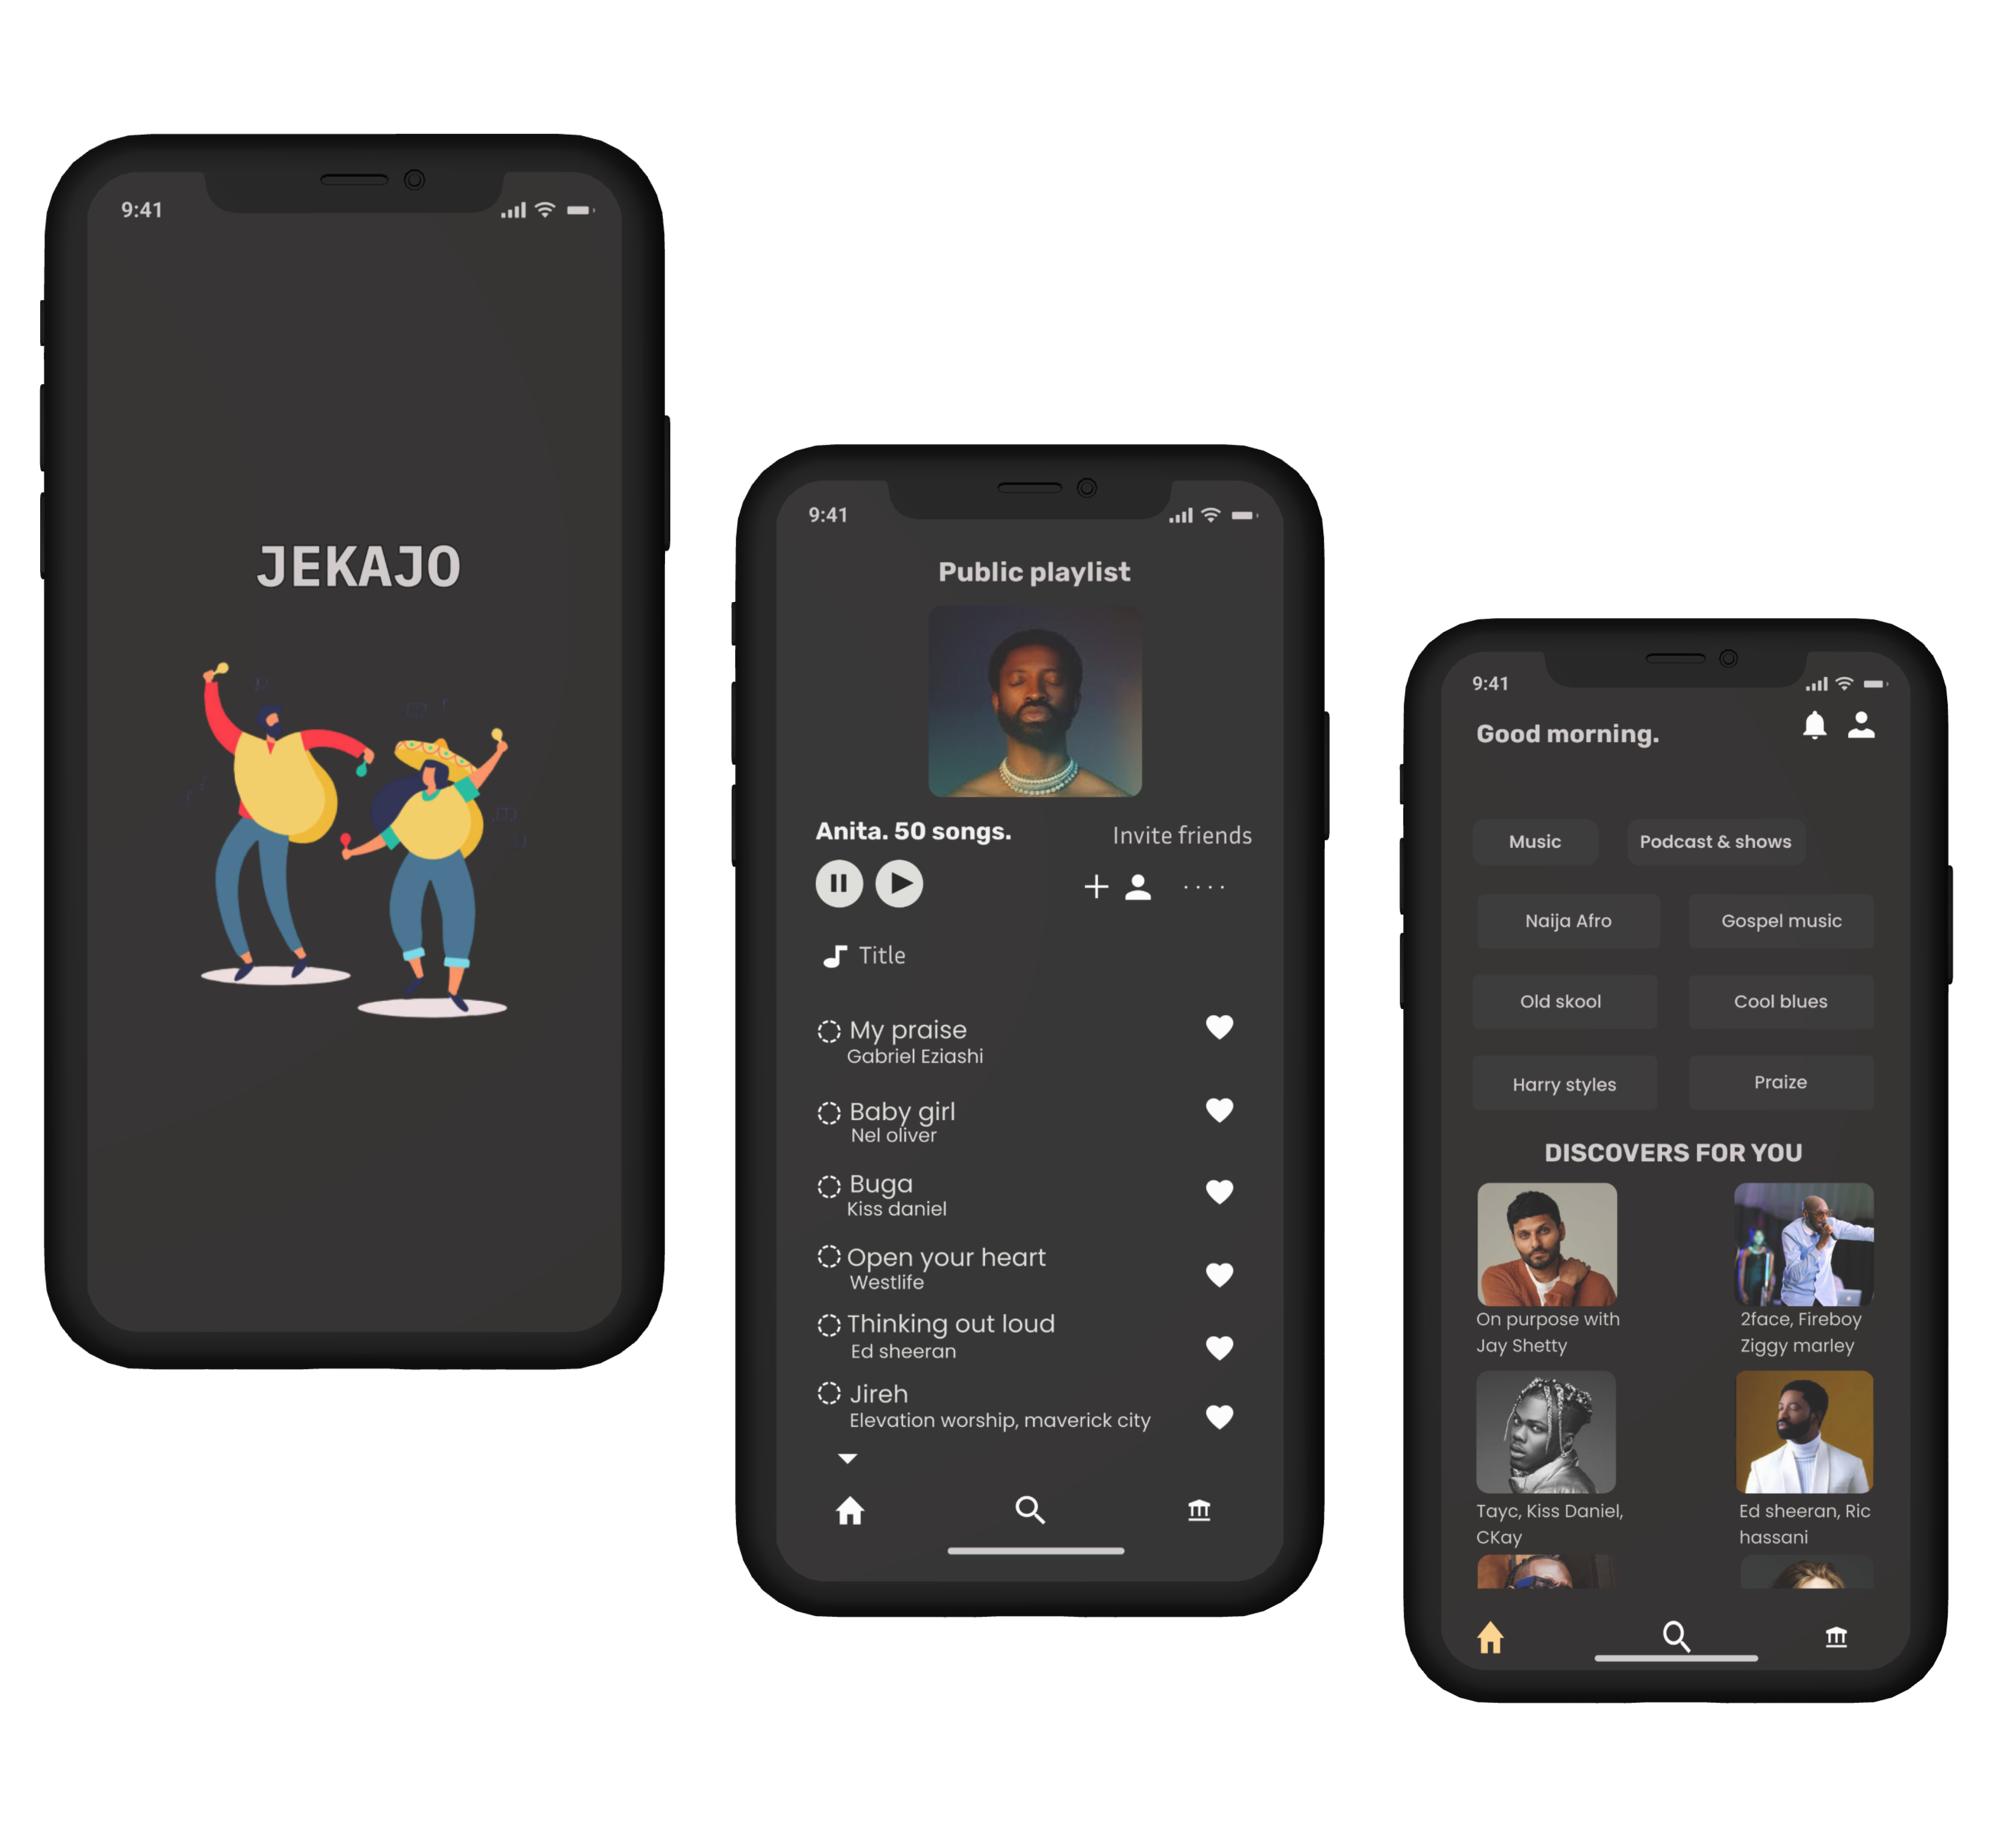 9:41
JEKAJO
9:41
Public playlist
Anita. 50 songs.
Invite friends
Title
My praise
Gabriel Eziashi
Baby girl
Nel oliver
Buga
Kiss daniel
Open your heart
Westlife
Thinking out loud
Ed sheeran
Jireh
Elevation worship, maverick city
9:41
Good morning.
Music
Podcast & shows
Naija Afro
Gospel music
Old skool
Cool blues
Harry styles
Praize
DISCOVERS FOR YOU
On purpose with
Jay Shetty
2face, Fireboy
Ziggy marley
Tayc, Kiss Daniel,
CKay
Ed sheeran, Ric
hassani